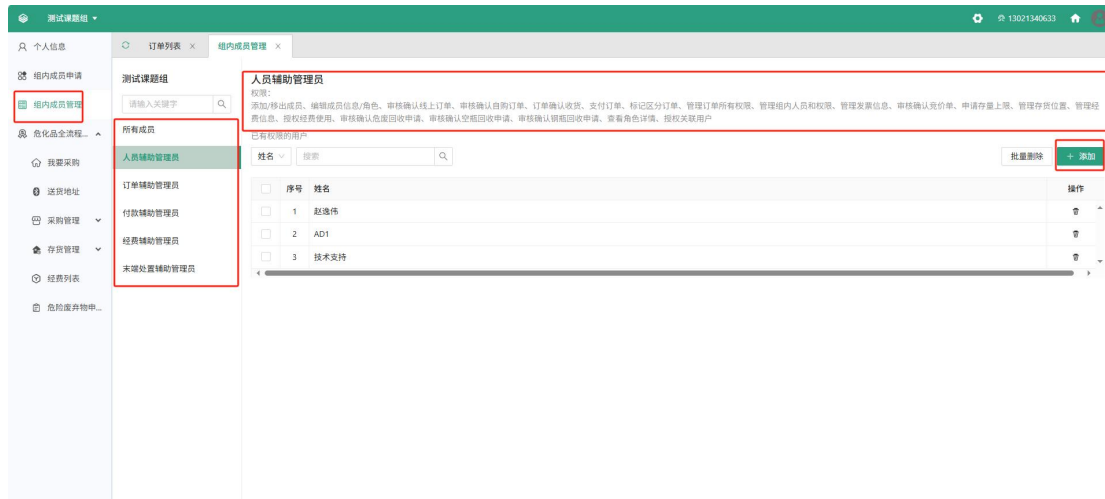 测试课题组
13021340633
个人信息
订单列表 ×
组内成员管理 ×
组内成员申请
组内成员管理
危化品全流程...
我要采购
送货地址
采购管理
存货管理
经费列表
危险废弃物申...
测试课题组
请输入关键字
所有成员
人员辅助管理员
订单辅助管理员
付款辅助管理员
经费辅助管理员
末端处置辅助管理员
人员辅助管理员
权限:
添加/移出成员、编辑成员信息/角色、审核确认线上订单、审核确认自购订单、订单确认收货、支付订单、标记区分订单、管理订单所有权限、管理组内人员和权限、管理发票信息、审核确认竞价单、申请存量上限、管理存货位置、管理经
费信息、授权经费使用、审核确认危废回收申请、审核确认空瓶回收申请、审核确认钢瓶回收申请、查看角色详情、授权关联用户
已有权限的用户
姓名 搜索 批量删除 + 添加
序号 姓名 操作
1 赵逸伟
2 AD1
3 技术支持